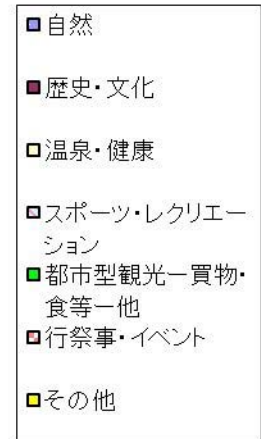 自然
歴史・文化
温泉・健康
スポーツ・レクリエー
ション
都市型観光ー買物・
食等ー他
行祭事・イベント
その他